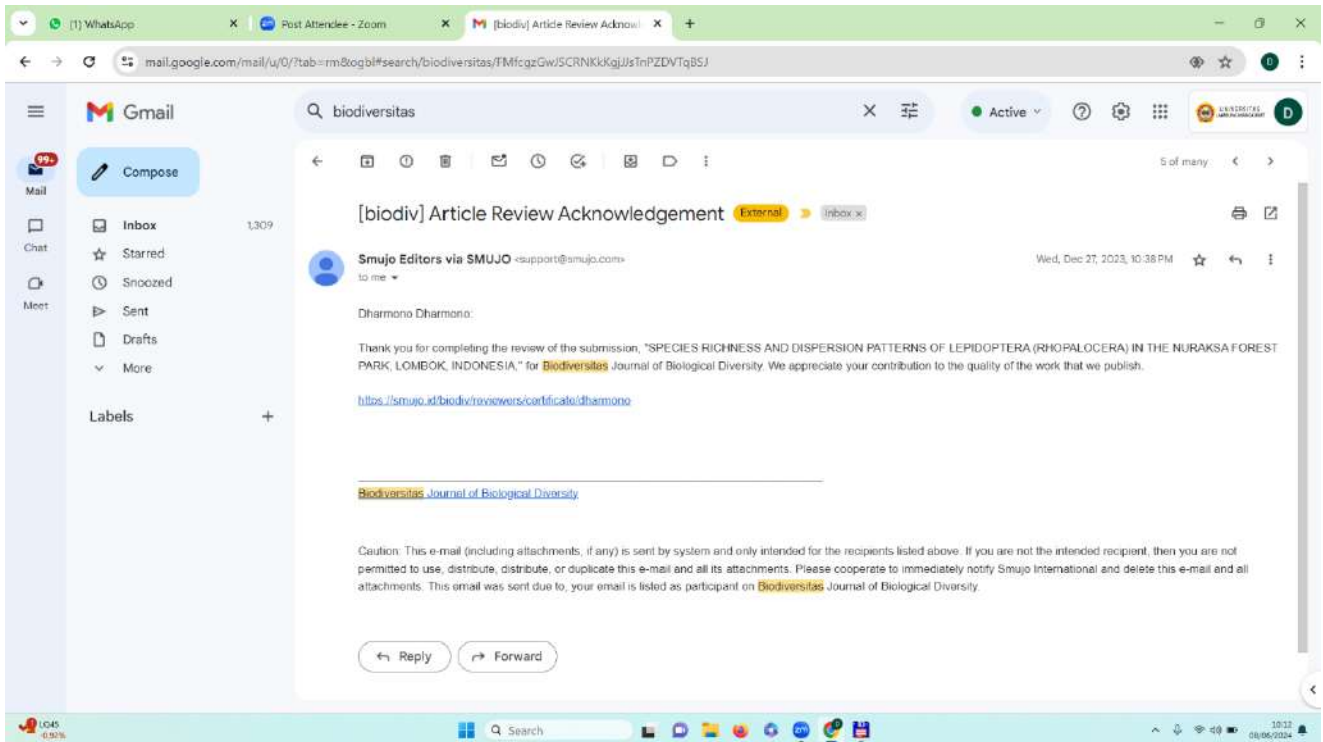 (1) WhatsApp
Post Attendee - Zoom
[biodiv] Article Review Acknowl
mail.google.com/mail/u/0/?tab=rm&ogbl#search/biodiversitas/FMfcgzGwJSCRNKkKgjJJsTnPZDVTqBSJ
D
Gmail
biodiversitas
Active
D
99+
Mail
Compose
5 of many
[biodiv] Article Review Acknowledgement External Inbox x
Inbox 1,309
Chat
Starred
Smujo Editors via SMUJO <support@smujo.com>
Wed, Dec 27, 2023, 10:38 PM
to me
Snoozed
Meet
Sent
Dharmono Dharmono:
Drafts
Thank you for completing the review of the submission, "SPECIES RICHNESS AND DISPERSION PATTERNS OF LEPIDOPTERA (RHOPALOCERA) IN THE NURAKSA FOREST
PARK, LOMBOK, INDONESIA," for Biodiversitas Journal of Biological Diversity. We appreciate your contribution to the quality of the work that we publish.
More
https://smujo.id/biodiv/reviewers/certificate/dharmono
Labels
Biodiversitas Journal of Biological Diversity
Caution: This e-mail (including attachments, if any) is sent by system and only intended for the recipients listed above. If you are not the intended recipient, then you are not
permitted to use, distribute, distribute, or duplicate this e-mail and all its attachments. Please cooperate to immediately notify Smujo International and delete this e-mail and all
attachments. This email was sent due to, your email is listed as participant on Biodiversitas Journal of Biological Diversity.
Reply
Forward
-0,92%
Search
10:12
08/06/2024